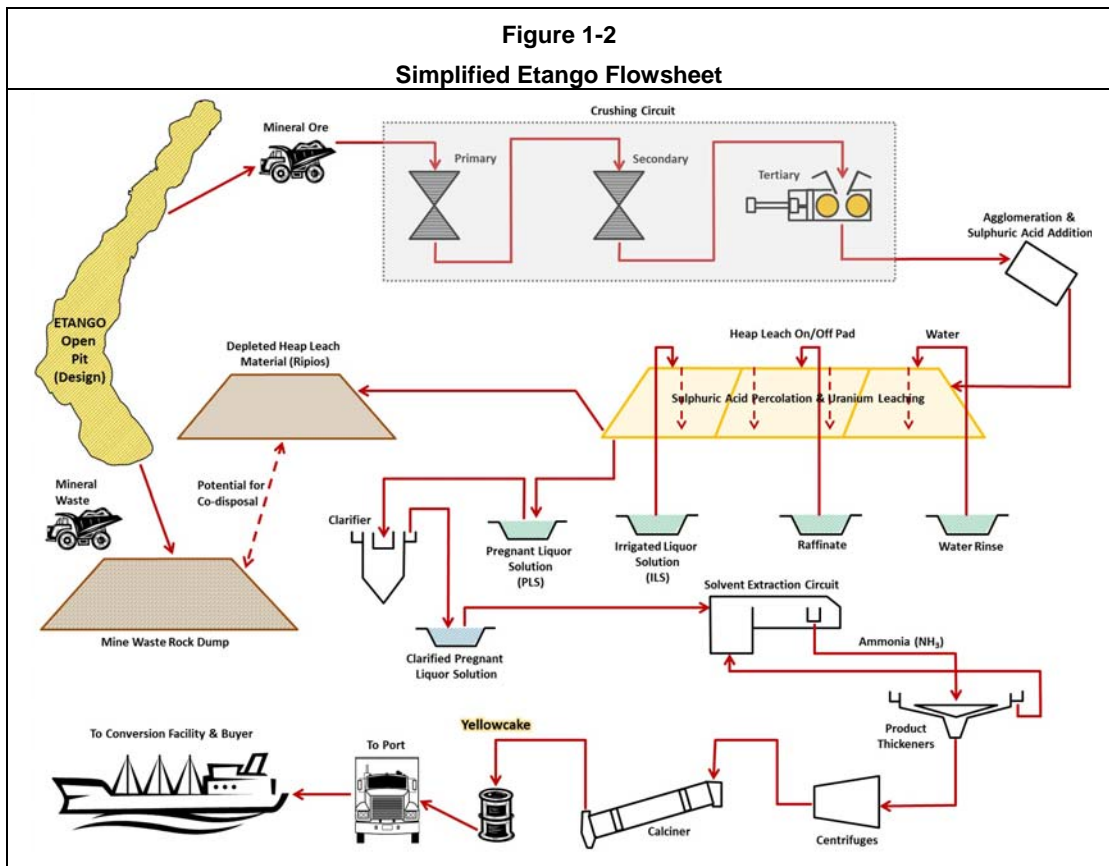 Figure 1-2
Simplified Etango Flowsheet
Crushing Circuit
Mineral Ore
Primary
Secondary
Tertiary
Agglomeration &
Sulphuric Acid Addition
ETANGO
Open
Pit
(Design)
Depleted Heap Leach
Material (Ripios)
Heap Leach On/Off Pad
Water
Sulphuric Acid Percolation & Uranium Leaching
Mineral
Waste
Potential for
Co-disposal
Clarifier
Pregnant Liquor
Solution
(PLS)
Irrigated Liquor
Solution
(ILS)
Raffinate
Water Rinse
Mine Waste Rock Dump
Clarified Pregnant
Liquor Solution
Solvent Extraction Circuit
Ammonia (NH₃)
Product
Thickeners
To Conversion Facility & Buyer
To Port
Yellowcake
Calciner
Centrifuges